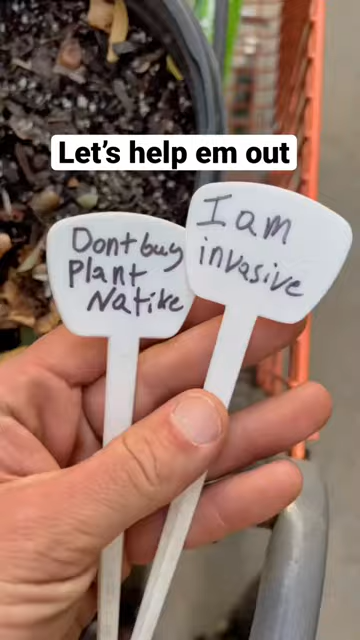 Let's help em out
Dont buy
Plant
Native
I am
invasive